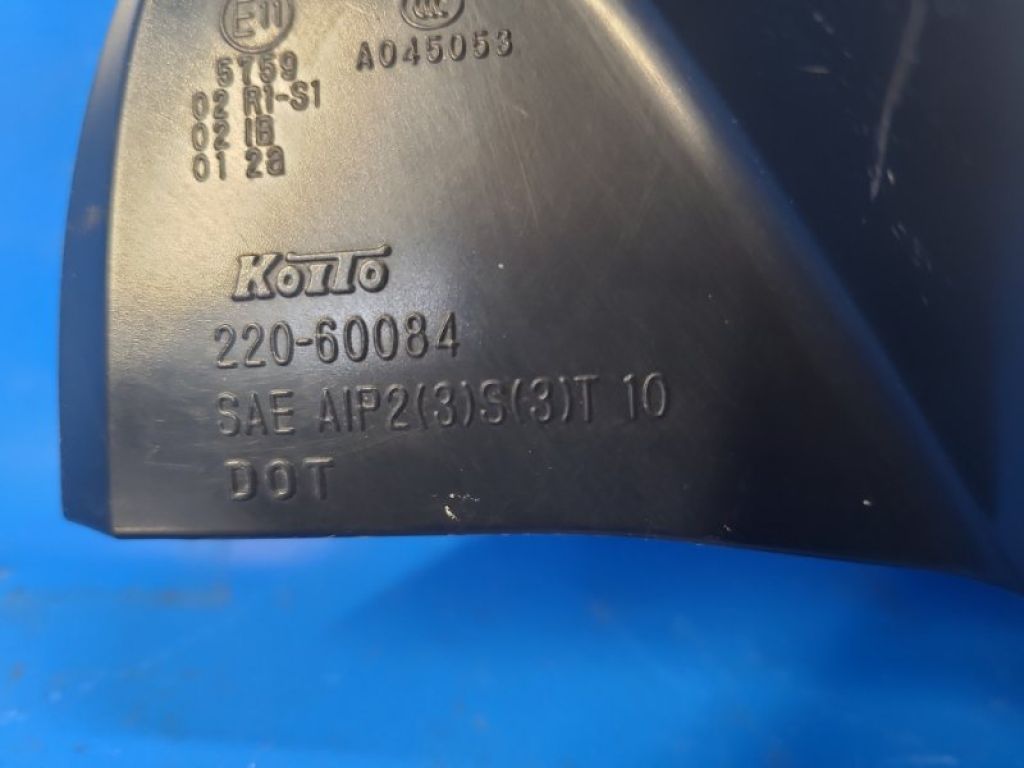 E11
CCC
5759
A045053
02 R1-S1
02 IB
01 2a
KOITO
220-60084
SAE AIP2(3)S(3)T 10
DOT